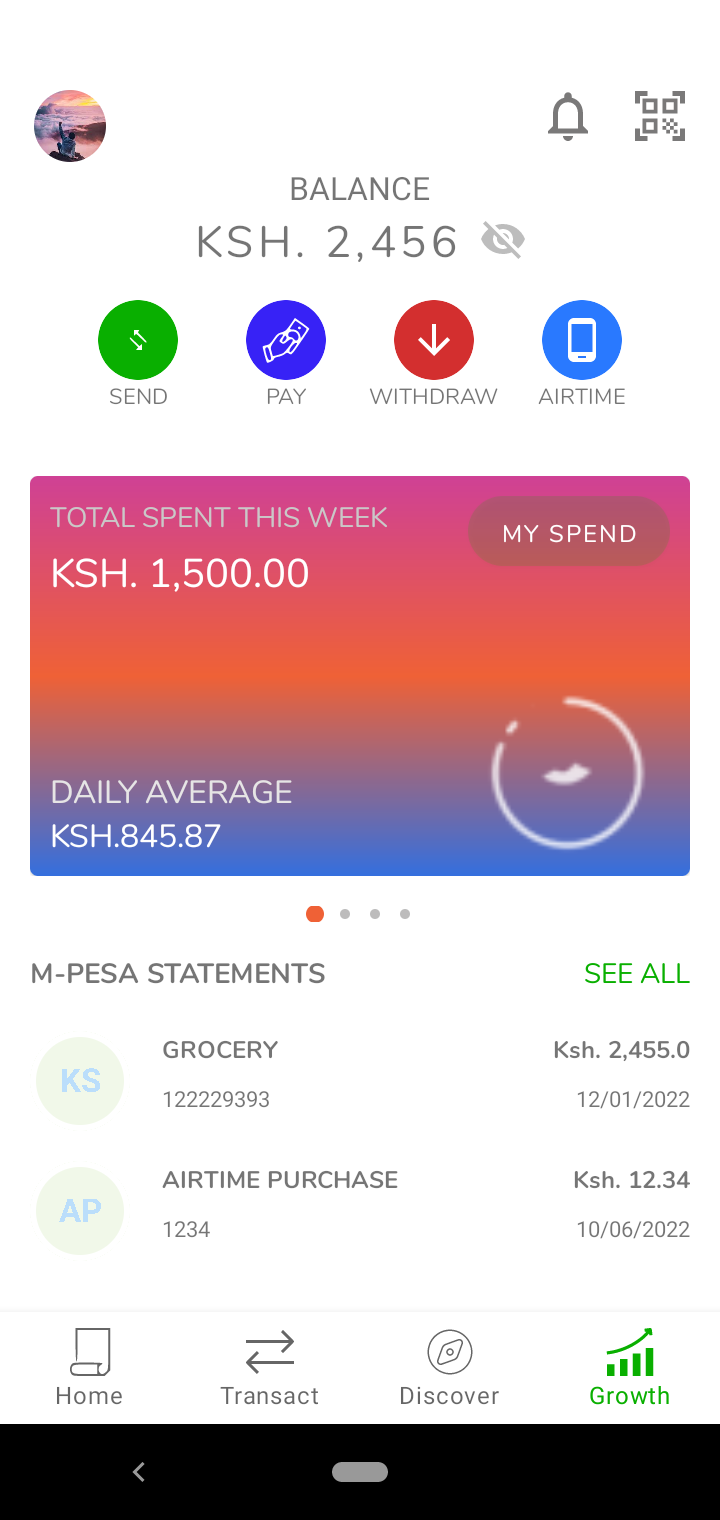 BALANCE
KSH. 2,456
SEND PAY WITHDRAW AIRTIME
TOTAL SPENT THIS WEEK
MY SPEND
KSH. 1,500.00
DAILY AVERAGE
KSH.845.87
M-PESA STATEMENTS SEE ALL
KS
GROCERY Ksh. 2,455.0
122229393 12/01/2022
AP
AIRTIME PURCHASE Ksh. 12.34
1234 10/06/2022
Home Transact Discover Growth